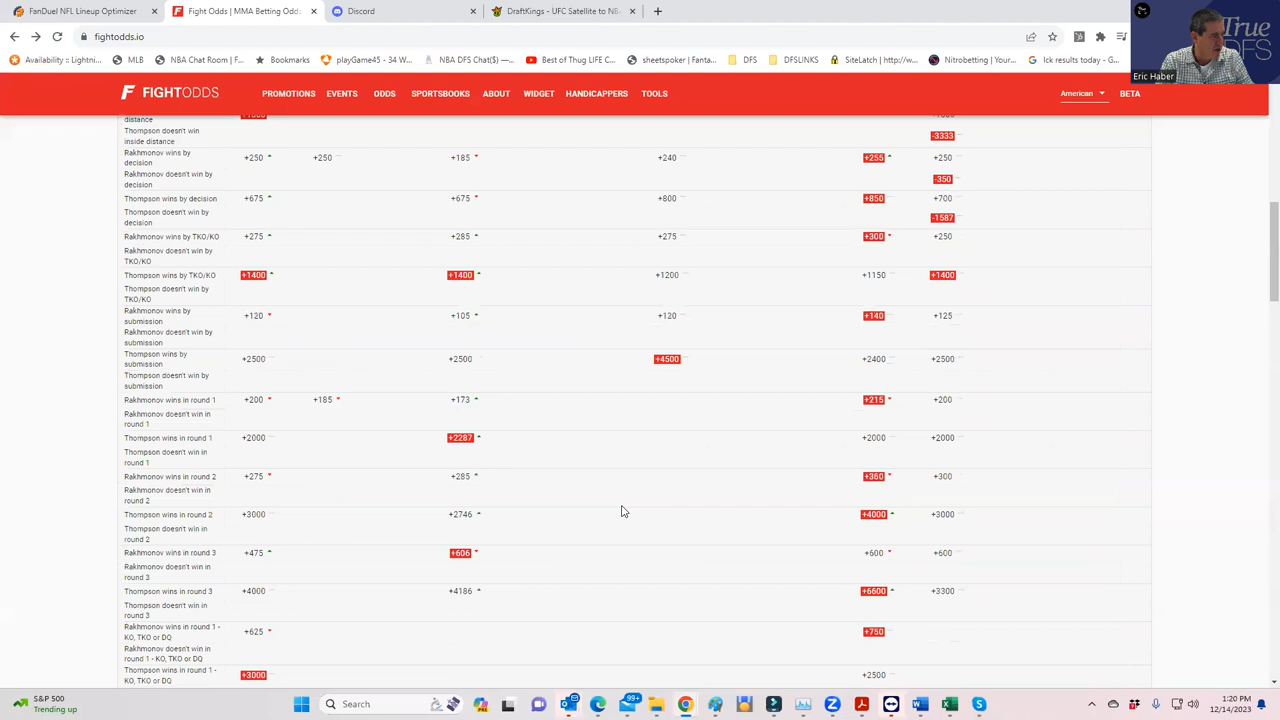 FanDuel NFL Lineup Optimizer
Fight Odds | MMA Betting Odds
Discord
DraftKings - UFC Satellite to NB
fightodds.io
Availability :: Lightni...
MLB
NBA Chat Room | F...
Bookmarks
playGame45 - 34 W...
NBA DFS Chat($) —...
Best of Thug LIFE C...
sheetspoker | Fanta...
DFS
DFSLINKS
SiteLatch | http://w...
Nitrobetting | Your...
Ick results today - G...
True
DFS
Eric Haber
FIGHTODDS
PROMOTIONS EVENTS ODDS SPORTSBOOKS ABOUT WIDGET HANDICAPPERS TOOLS
American
BETA
distance
Thompson doesn't win
inside distance
-3333
Rakhmonov wins by
decision
+250 +250 +185 +240 +255 +250
Rakhmonov doesn't win by
decision
-350
Thompson wins by decision +675 +675 +800 +850 +700
Thompson doesn't win by
decision
-1587
Rakhmonov wins by TKO/KO +275 +285 +275 +300 +250
Rakhmonov doesn't win by
TKO/KO
Thompson wins by TKO/KO +1400 +1400 +1200 +1150 +1400
Thompson doesn't win by
TKO/KO
Rakhmonov wins by
submission
+120 +105 +120 +140 +125
Rakhmonov doesn't win by
submission
Thompson wins by
submission
+2500 +2500 +4500 +2400 +2500
Thompson doesn't win by
submission
Rakhmonov wins in round 1 +200 +185 +173 +215 +200
Rakhmonov doesn't win in
round 1
Thompson wins in round 1 +2000 +2287 +2000 +2000
Thompson doesn't win in
round 1
Rakhmonov wins in round 2 +275 +285 +360 +300
Rakhmonov doesn't win in
round 2
Thompson wins in round 2 +3000 +2746 +4000 +3000
Thompson doesn't win in
round 2
Rakhmonov wins in round 3 +475 +606 +600 +600
Rakhmonov doesn't win in
round 3
Thompson wins in round 3 +4000 +4186 +6600 +3300
Thompson doesn't win in
round 3
Rakhmonov wins in round 1 -
KO, TKO or DQ
+625 +750
Rakhmonov doesn't win in
round 1 - KO, TKO or DQ
Thompson wins in round 1 -
KO, TKO or DQ
+3000 +2500
S&P 500
Trending up
Search
99+
1:20 PM
12/14/2023